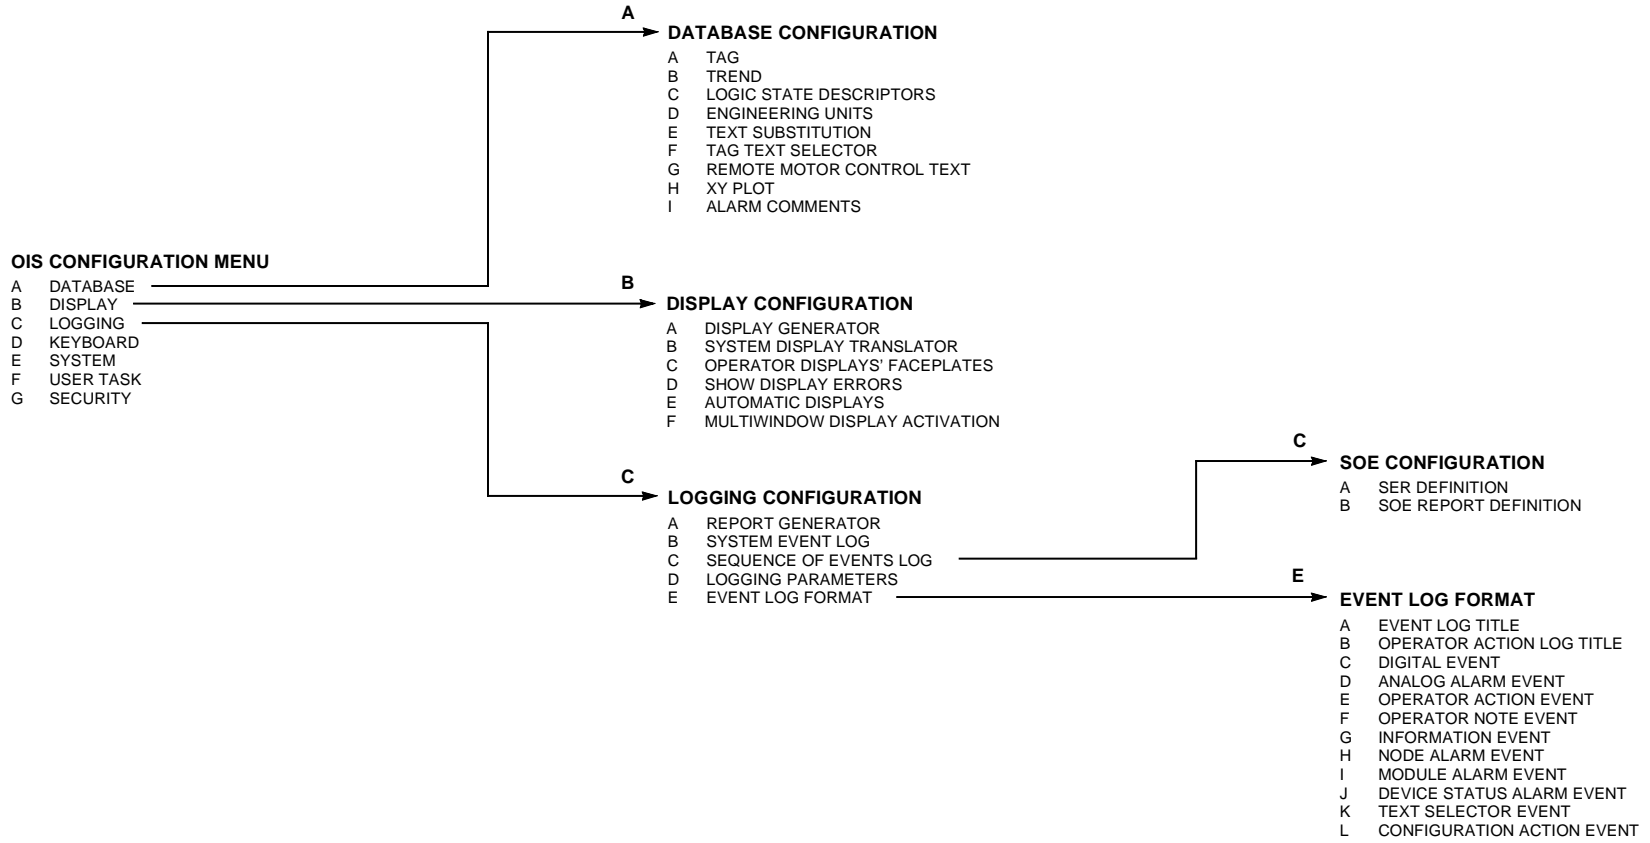 OIS CONFIGURATION MENU
A DATABASE
B DISPLAY
C LOGGING
D KEYBOARD
E SYSTEM
F USER TASK
G SECURITY
A
DATABASE CONFIGURATION
A TAG
B TREND
C LOGIC STATE DESCRIPTORS
D ENGINEERING UNITS
E TEXT SUBSTITUTION
F TAG TEXT SELECTOR
G REMOTE MOTOR CONTROL TEXT
H XY PLOT
I ALARM COMMENTS
B
DISPLAY CONFIGURATION
A DISPLAY GENERATOR
B SYSTEM DISPLAY TRANSLATOR
C OPERATOR DISPLAYS’ FACEPLATES
D SHOW DISPLAY ERRORS
E AUTOMATIC DISPLAYS
F MULTIWINDOW DISPLAY ACTIVATION
C
LOGGING CONFIGURATION
A REPORT GENERATOR
B SYSTEM EVENT LOG
C SEQUENCE OF EVENTS LOG
D LOGGING PARAMETERS
E EVENT LOG FORMAT
C
SOE CONFIGURATION
A SER DEFINITION
B SOE REPORT DEFINITION
E
EVENT LOG FORMAT
A EVENT LOG TITLE
B OPERATOR ACTION LOG TITLE
C DIGITAL EVENT
D ANALOG ALARM EVENT
E OPERATOR ACTION EVENT
F OPERATOR NOTE EVENT
G INFORMATION EVENT
H NODE ALARM EVENT
I MODULE ALARM EVENT
J DEVICE STATUS ALARM EVENT
K TEXT SELECTOR EVENT
L CONFIGURATION ACTION EVENT